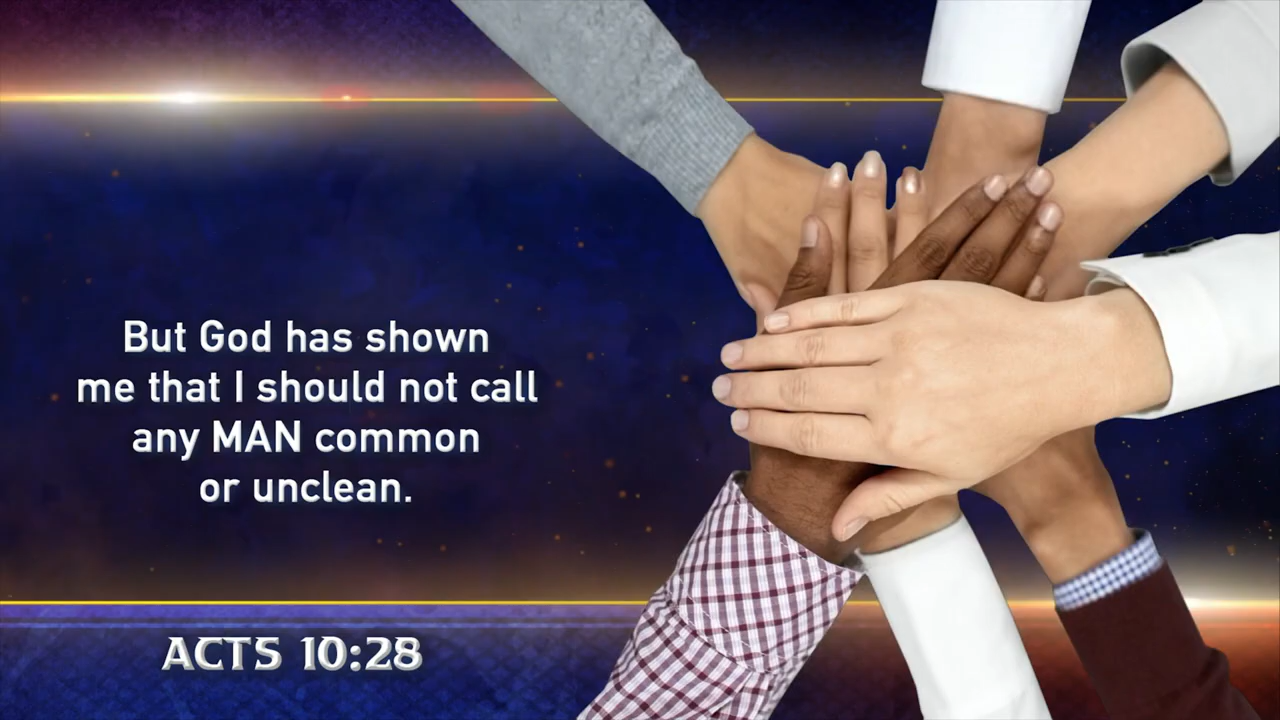 But God has shown
me that I should not call
any MAN common
or unclean.
ACTS 10:28